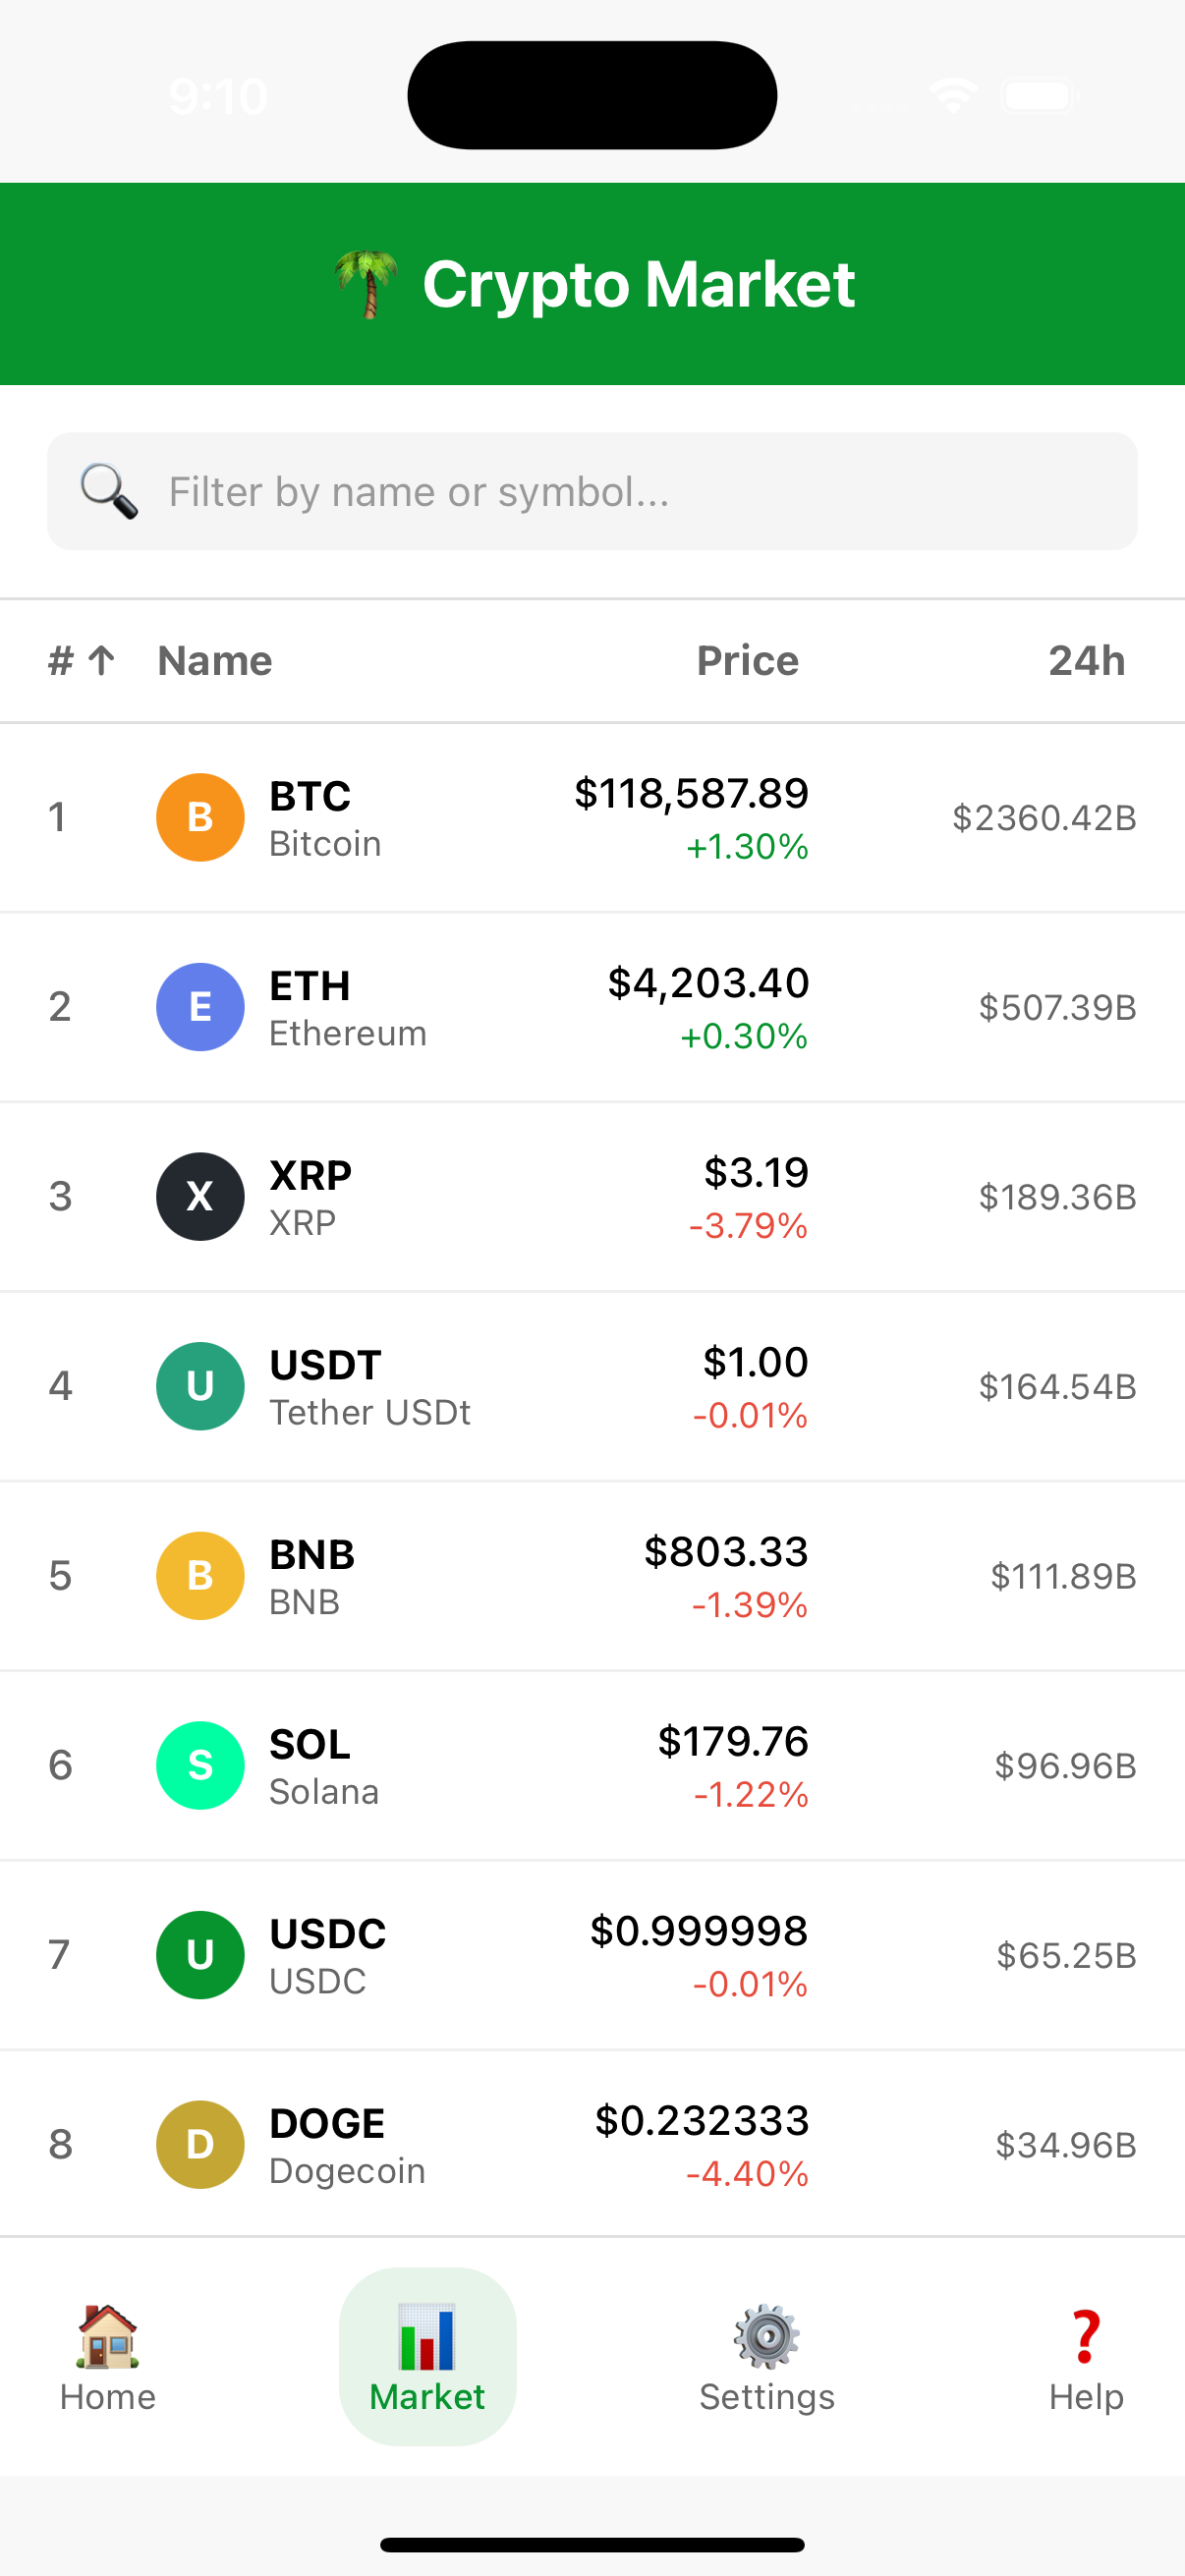 9:10
🌴 Crypto Market
🔍 Filter by name or symbol...
# ↑ Name Price 24h
1 B BTC $118,587.89 $2360.42B
Bitcoin +1.30%
2 E ETH $4,203.40 $507.39B
Ethereum +0.30%
3 X XRP $3.19 $189.36B
XRP -3.79%
4 U USDT $1.00 $164.54B
Tether USDt -0.01%
5 B BNB $803.33 $111.89B
BNB -1.39%
6 S SOL $179.76 $96.96B
Solana -1.22%
7 U USDC $0.999998 $65.25B
USDC -0.01%
8 D DOGE $0.232333 $34.96B
Dogecoin -4.40%
Home Market Settings Help